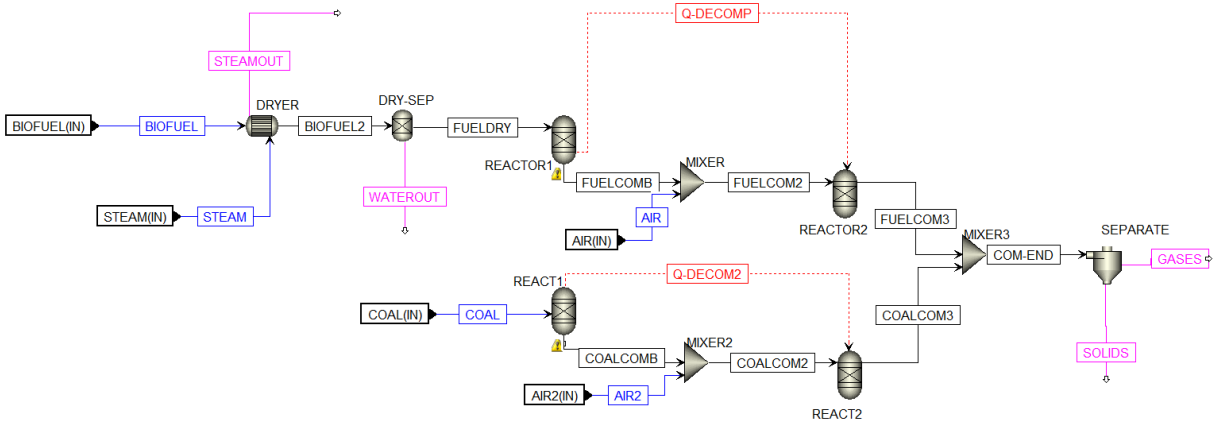 Q-DECOMP
STEAMOUT
DRYER
DRY-SEP
BIOFUEL(IN)
BIOFUEL
BIOFUEL2
FUELDRY
REACTOR1
MIXER
WATEROUT
FUELCOMB
FUELCOM2
STEAM(IN)
STEAM
AIR
AIR(IN)
REACTOR2
FUELCOM3
MIXER3
COM-END
SEPARATE
GASES
REACT1
Q-DECOM2
COAL(IN)
COAL
COALCOM3
MIXER2
COALCOMB
COALCOM2
SOLIDS
AIR2(IN)
AIR2
REACT2